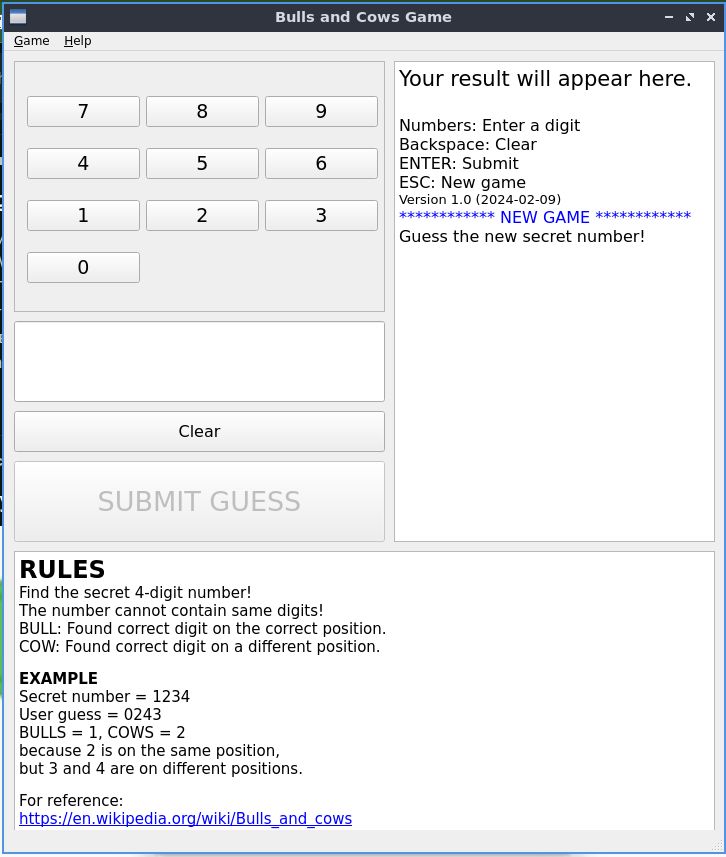 Bulls and Cows Game
Game Help
7 8 9
4 5 6
1 2 3
0
Clear
SUBMIT GUESS
Your result will appear here.
Numbers: Enter a digit
Backspace: Clear
ENTER: Submit
ESC: New game
Version 1.0 (2024-02-09)
************ NEW GAME ************
Guess the new secret number!
RULES
Find the secret 4-digit number!
The number cannot contain same digits!
BULL: Found correct digit on the correct position.
COW: Found correct digit on a different position.
EXAMPLE
Secret number = 1234
User guess = 0243
BULLS = 1, COWS = 2
because 2 is on the same position,
but 3 and 4 are on different positions.
For reference:
https://en.wikipedia.org/wiki/Bulls_and_cows